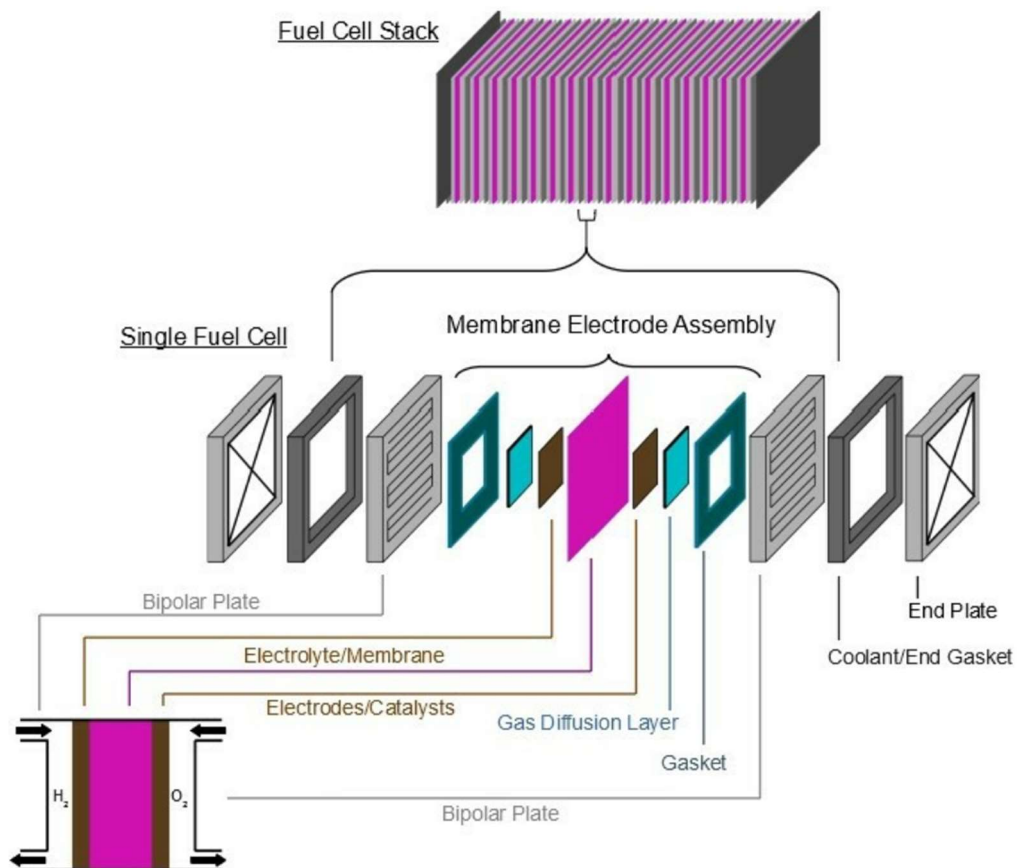 Fuel Cell Stack
Membrane Electrode Assembly
Single Fuel Cell
Bipolar Plate
End Plate
Electrolyte/Membrane
Coolant/End Gasket
Electrodes/Catalysts
Gas Diffusion Layer
Gasket
H₂
O₂
Bipolar Plate